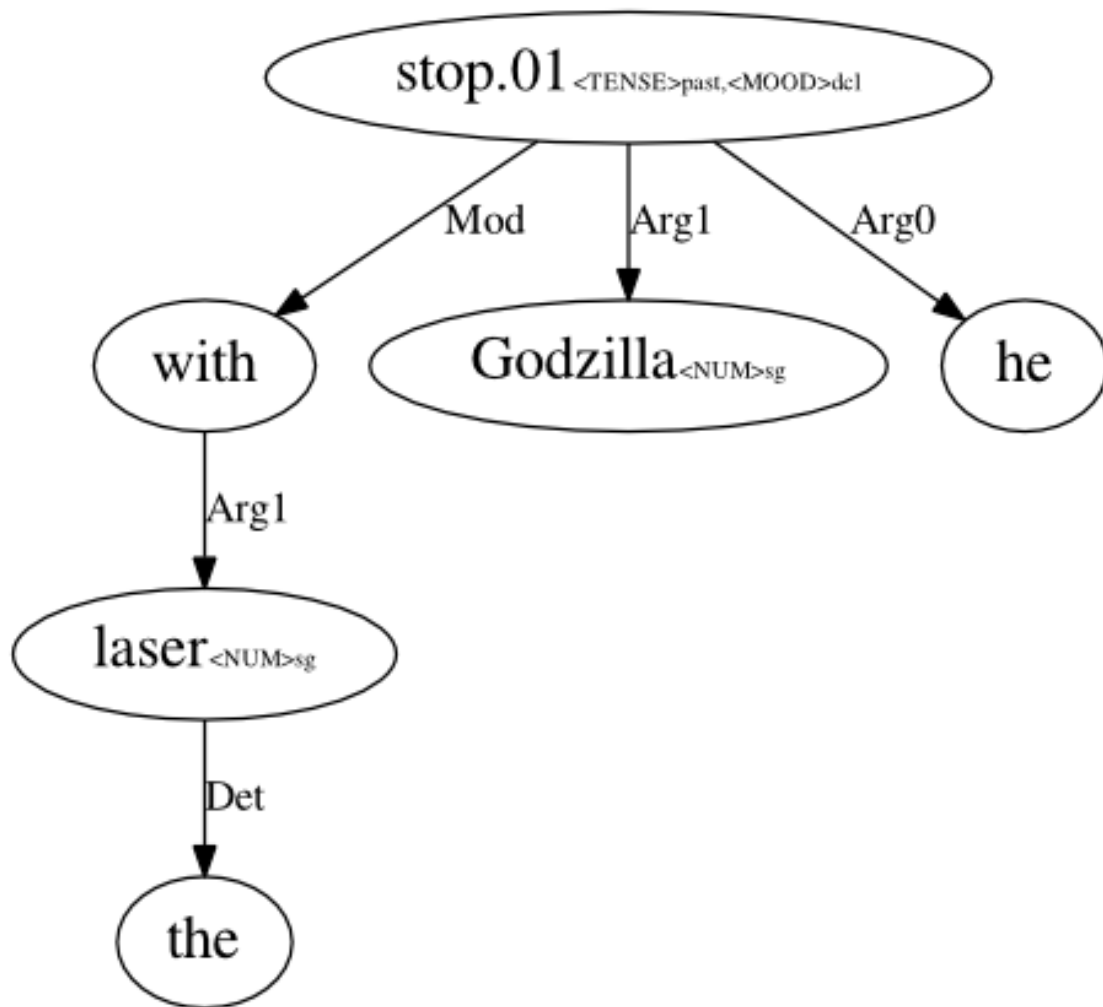 stop.01<TENSE>past,<MOOD>dcl
Mod Arg1 Arg0
with Godzilla<NUM>sg he
Arg1
laser<NUM>sg
Det
the